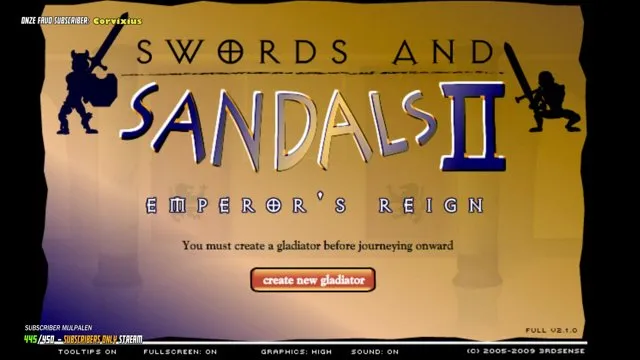 ONZE FAVO SUBSCRIBER: Corvixius
SWORDS AND
SANDALS II
EMPEROR'S REIGN
You must create a gladiator before journeying onward
create new gladiator
FULL V2.1.0
SUBSCRIBER MIJLPALEN
445/450 - SUBSCRIBERS ONLY STREAM
TOOLTIPS ON FULLSCREEN: ON GRAPHICS: HIGH SOUND: ON (C) 2005-2009 3RDSENSE